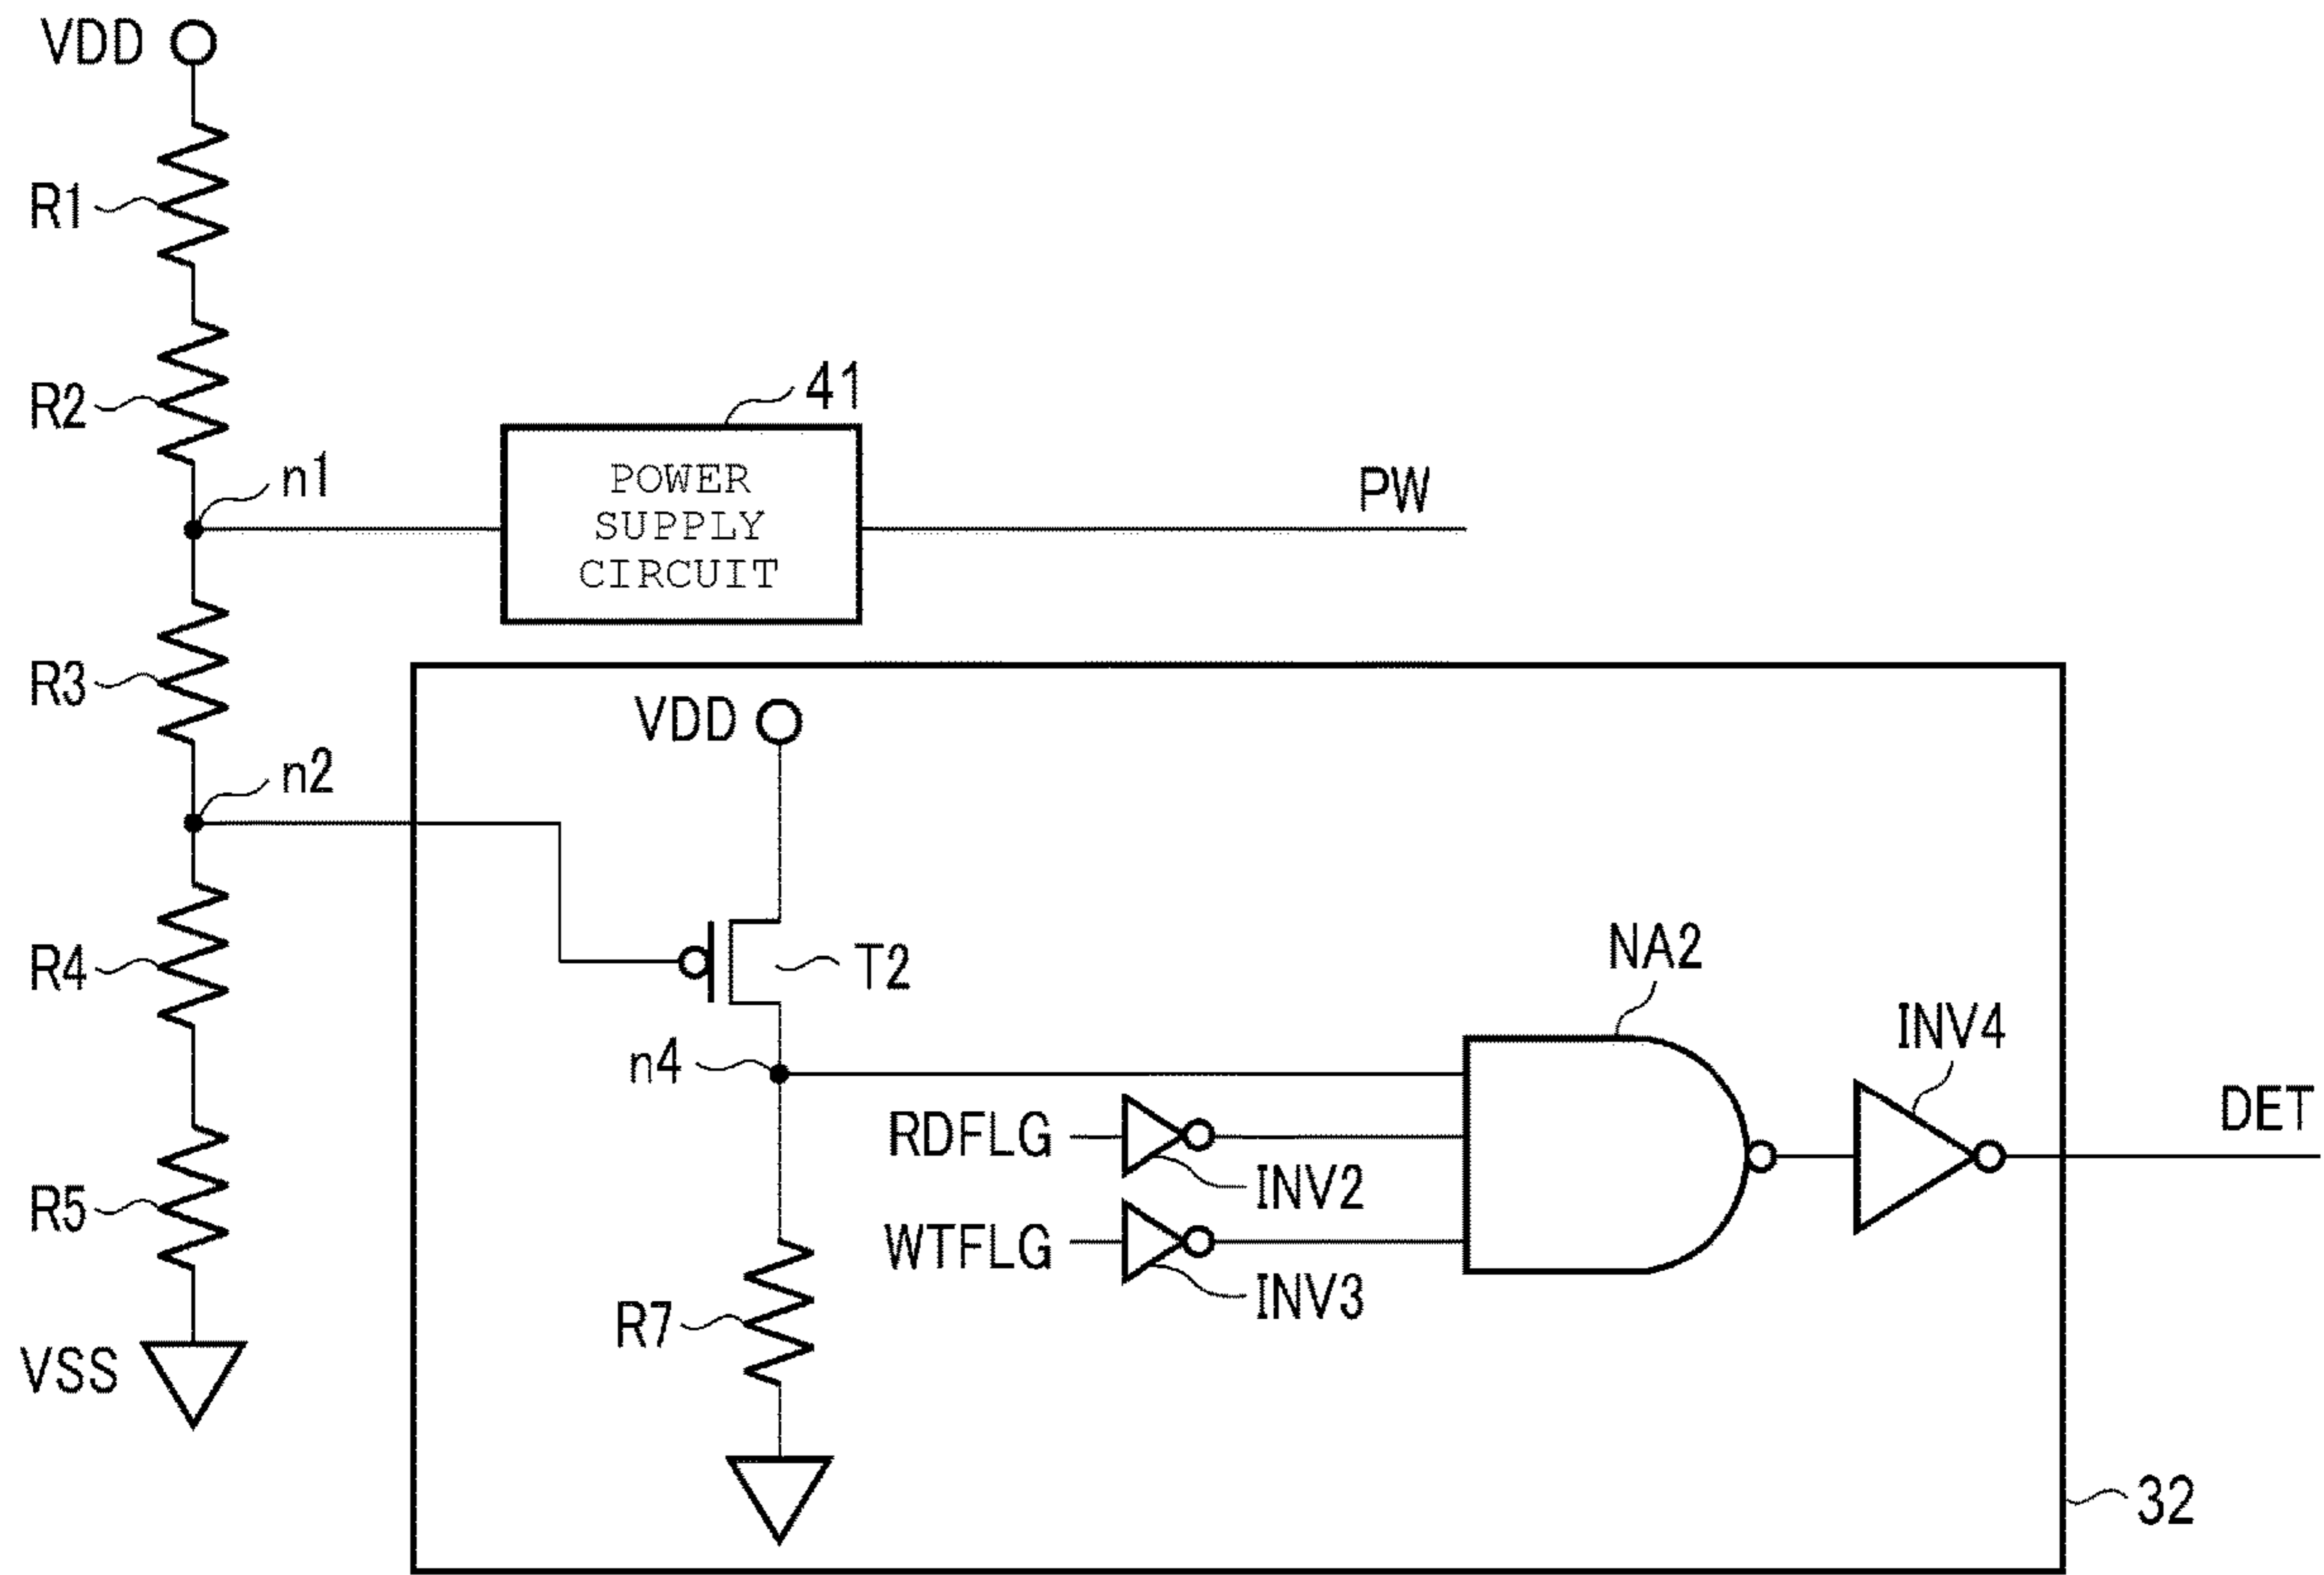 VDD
R1
R2
41
n1
POWER
SUPPLY
CIRCUIT
PW
R3
VDD
n2
T2
NA2
R4
INV4
n4
DET
RDFLG
INV2
R5
WTFLG
INV3
R7
VSS
32